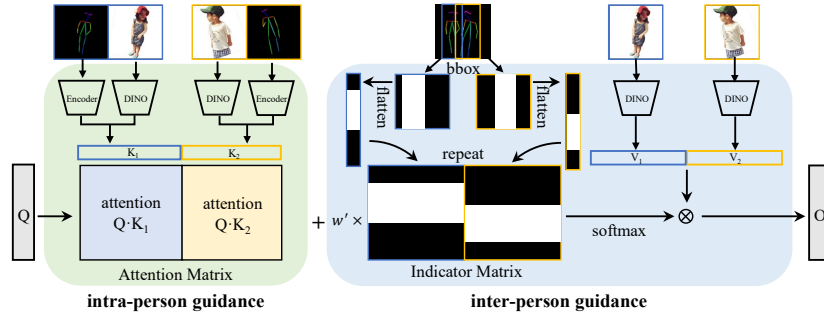 bbox
Encoder
DINO
DINO
Encoder
flatten
flatten
DINO
DINO
K1
K2
repeat
V1
V2
Q
attention
Q·K1
attention
Q·K2
+ w′ ×
softmax
⊗
O
Attention Matrix
Indicator Matrix
intra-person guidance
inter-person guidance